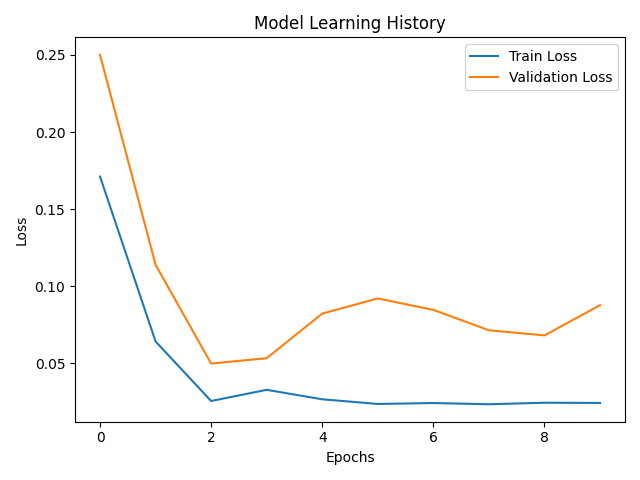 Model Learning History
Train Loss
Validation Loss
0.25
0.20
0.15
0.10
0.05
Loss
0 2 4 6 8
Epochs